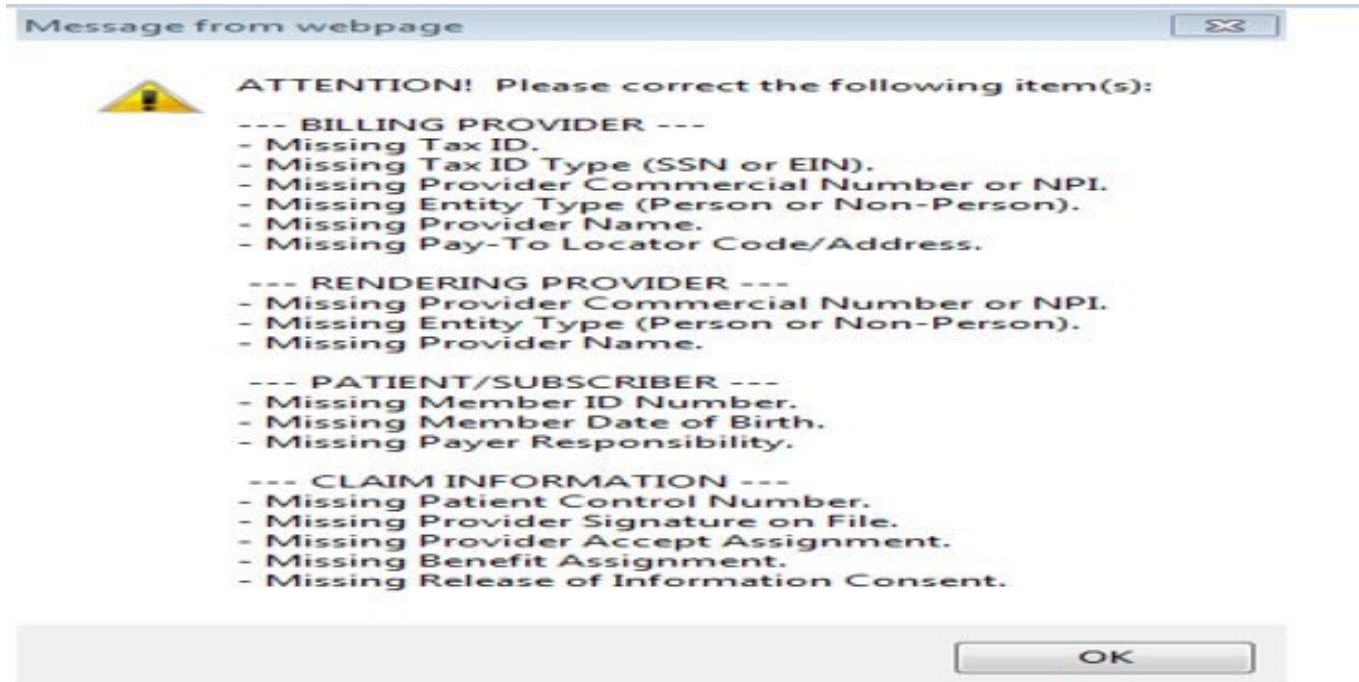 Message from webpage
ATTENTION! Please correct the following item(s):
--- BILLING PROVIDER ---
- Missing Tax ID.
- Missing Tax ID Type (SSN or EIN).
- Missing Provider Commercial Number or NPI.
- Missing Entity Type (Person or Non-Person).
- Missing Provider Name.
- Missing Pay-To Locator Code/Address.
--- RENDERING PROVIDER ---
- Missing Provider Commercial Number or NPI.
- Missing Entity Type (Person or Non-Person).
- Missing Provider Name.
--- PATIENT/SUBSCRIBER ---
- Missing Member ID Number.
- Missing Member Date of Birth.
- Missing Payer Responsibility.
--- CLAIM INFORMATION ---
- Missing Patient Control Number.
- Missing Provider Signature on File.
- Missing Provider Accept Assignment.
- Missing Benefit Assignment.
- Missing Release of Information Consent.
OK